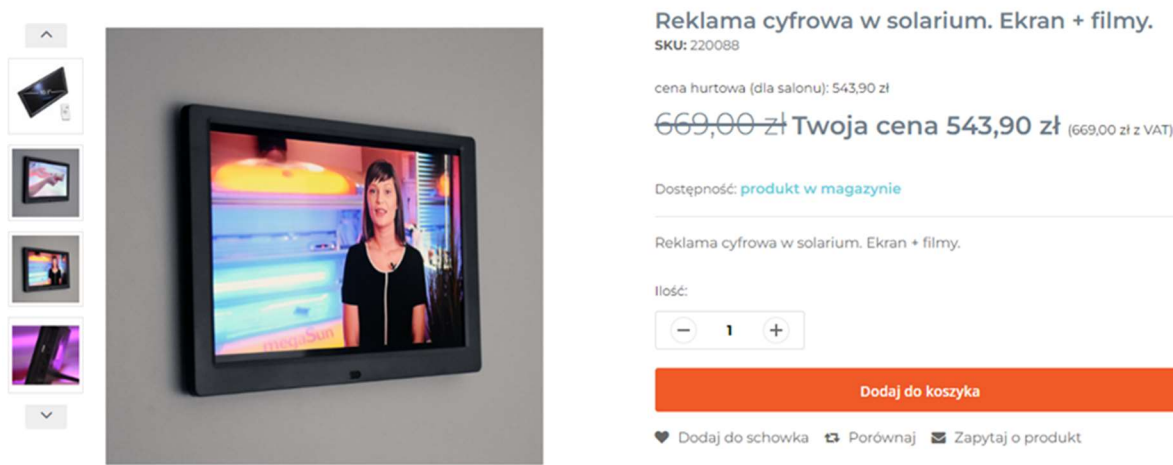 Reklama cyfrowa w solarium. Ekran + filmy.
SKU: 220088
cena hurtowa (dla salonu): 543,90 zł
669,00 zł Twoja cena 543,90 zł (669,00 zł z VAT)
Dostępność: produkt w magazynie
Reklama cyfrowa w solarium. Ekran + filmy.
Ilość:
− 1 +
Dodaj do koszyka
Dodaj do schowka Porównaj Zapytaj o produkt
megaSun